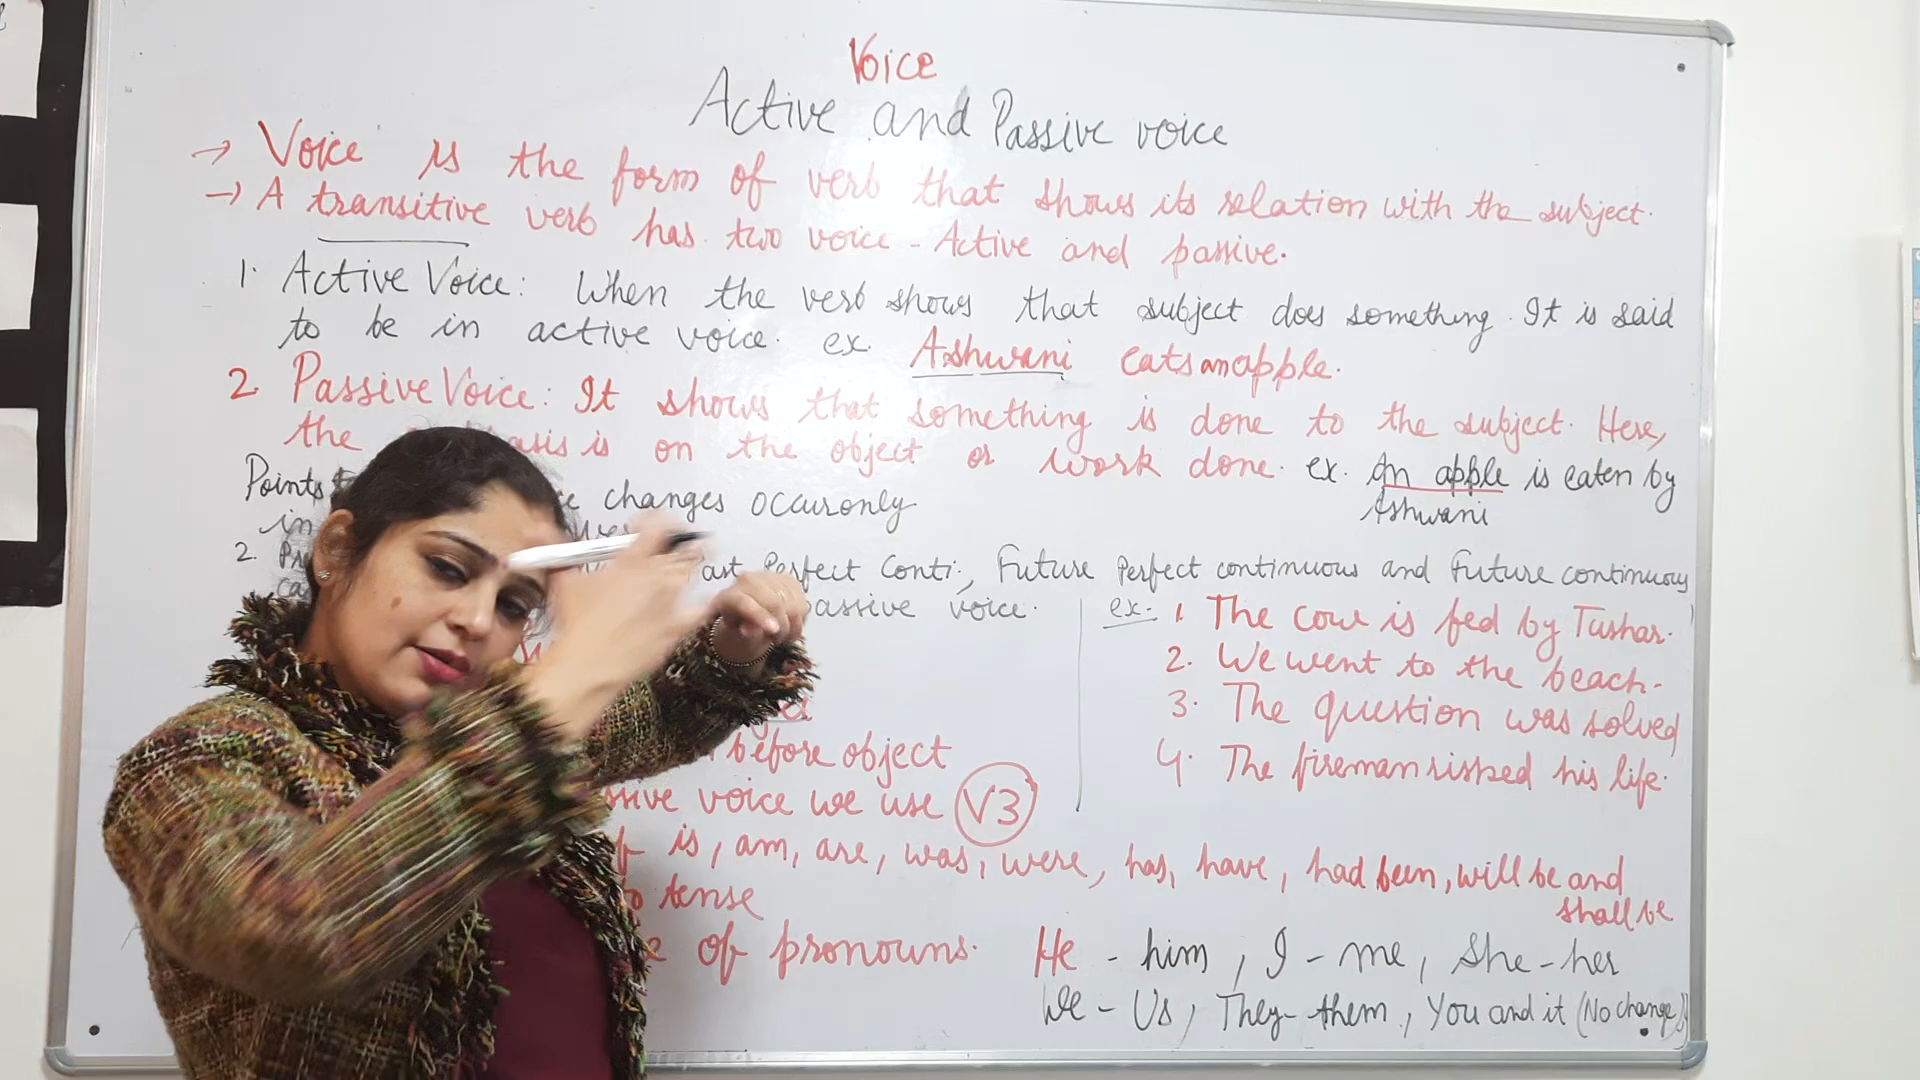 Voice
Active and Passive voice
→ Voice is the form of verb that shows its relation with the subject.
→ A transitive verb has two voice - Active and passive.
1. Active Voice: When the verb shows that subject does something. It is said
to be in active voice. ex. Ashwani eats an apple.
2 Passive Voice: It shows that something is done to the subject. Here,
the is on the object or work done. ex. An apple is eaten by
Ashwani
Points changes occur only
in
2. Perfect Conti., Future Perfect continuous and future continuous
passive voice.
before object
voice we use V3
is, am, are, was, were, has, have, had been, will be and
shall be
tense
of pronouns. He - him, I - me, She - her
We - Us, They - them, You and it (No change)
ex. 1. The cow is fed by Tushar.
2. We went to the beach.
3. The question was solved
4. The fireman risked his life.